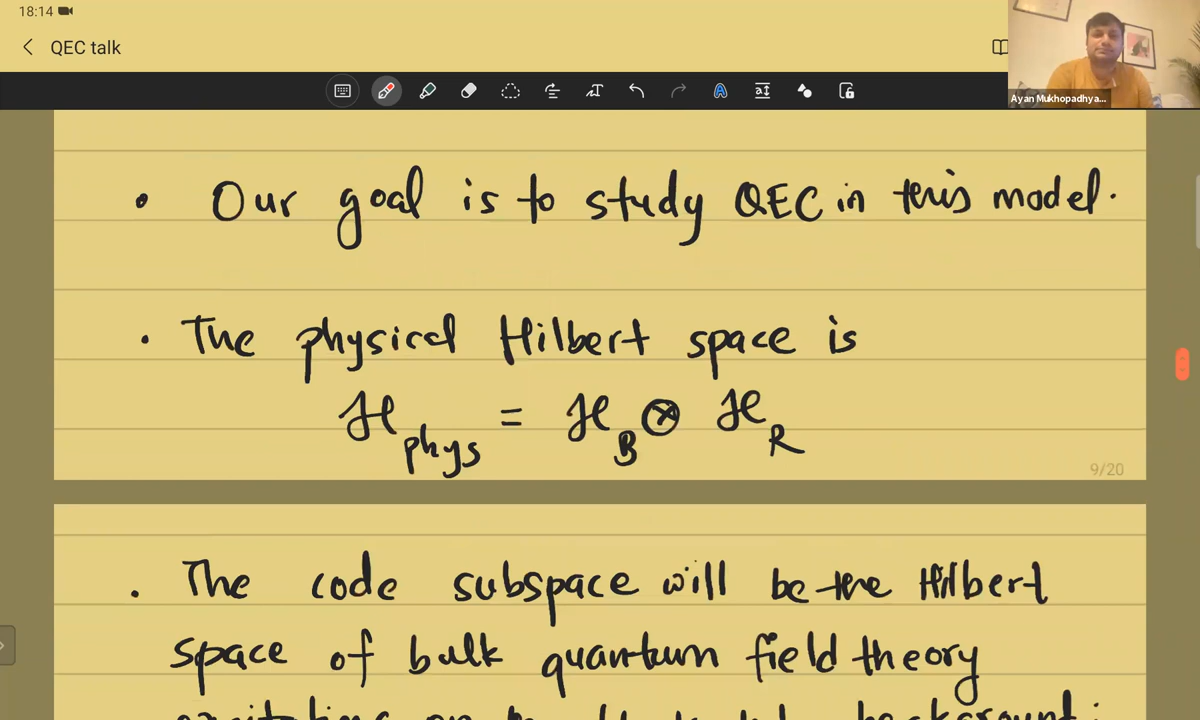 18:14
QEC talk
Ayan Mukhopadhya...
• Our goal is to study QEC in this model.
• The physical Hilbert space is
ℋ_phys = ℋ_B ⊗ ℋ_R
9/20
• The code subspace will be the Hilbert
space of bulk quantum field theory